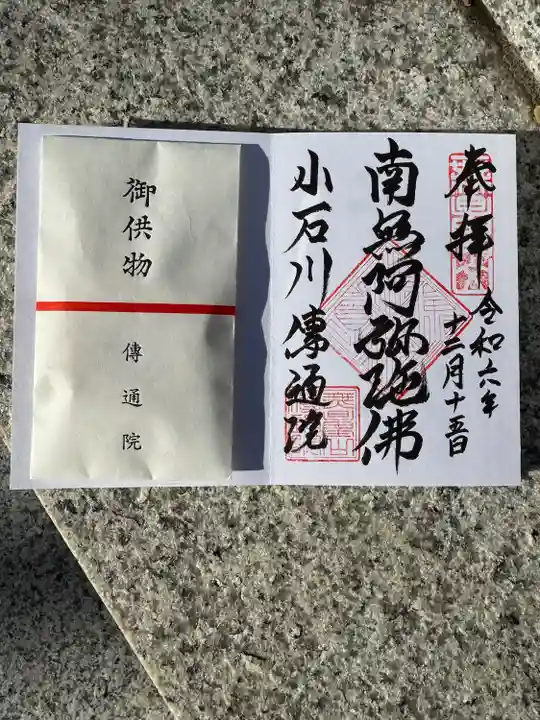 奉拝
令和六年
十二月十五日
南無阿弥陀佛
小石川傳通院
御供物
傳通院